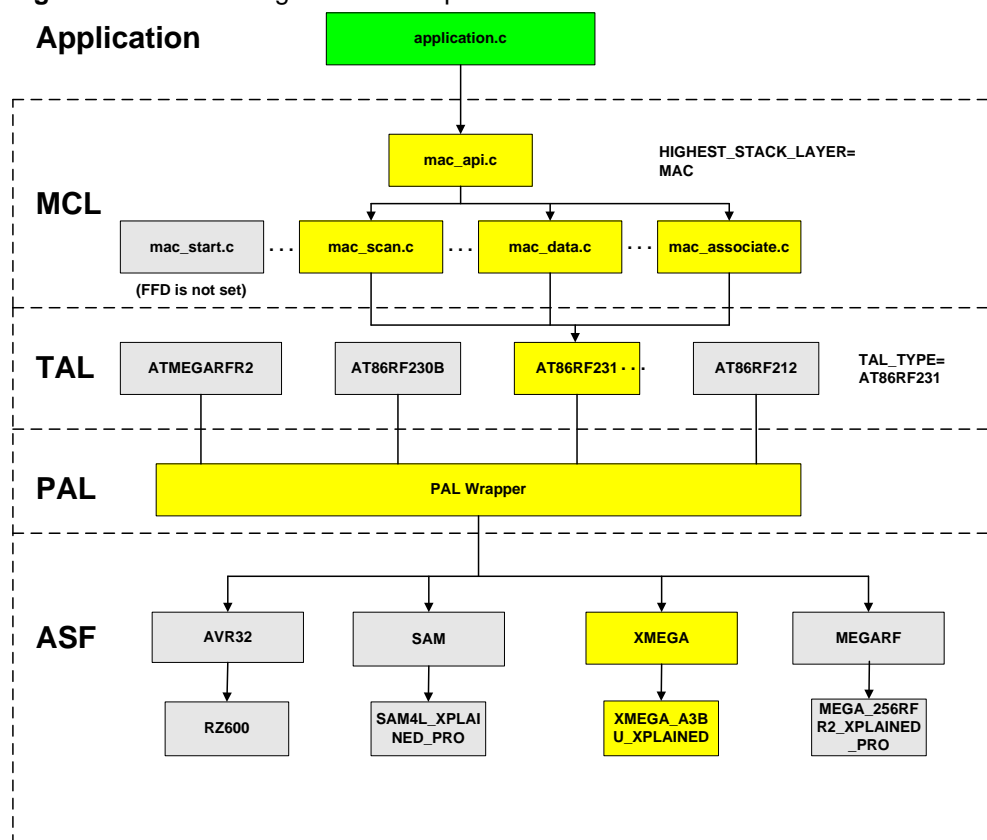 Application
application.c
mac_api.c
HIGHEST_STACK_LAYER=
MAC
MCL
mac_start.c
. . .
mac_scan.c
. . .
mac_data.c
. . .
mac_associate.c
(FFD is not set)
TAL
ATMEGARFR2
AT86RF230B
AT86RF231
. . .
AT86RF212
TAL_TYPE=
AT86RF231
PAL
PAL Wrapper
ASF
AVR32
SAM
XMEGA
MEGARF
RZ600
SAM4L_XPLAI
NED_PRO
XMEGA_A3B
U_XPLAINED
MEGA_256RF
R2_XPLAINED
_PRO